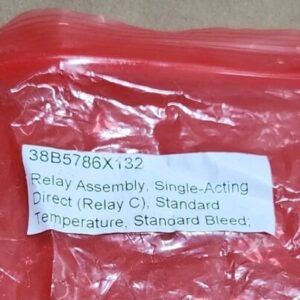 38B5786X132
Relay Assembly, Single-Acting
Direct (Relay C), Standard
Temperature, Standard Bleed;